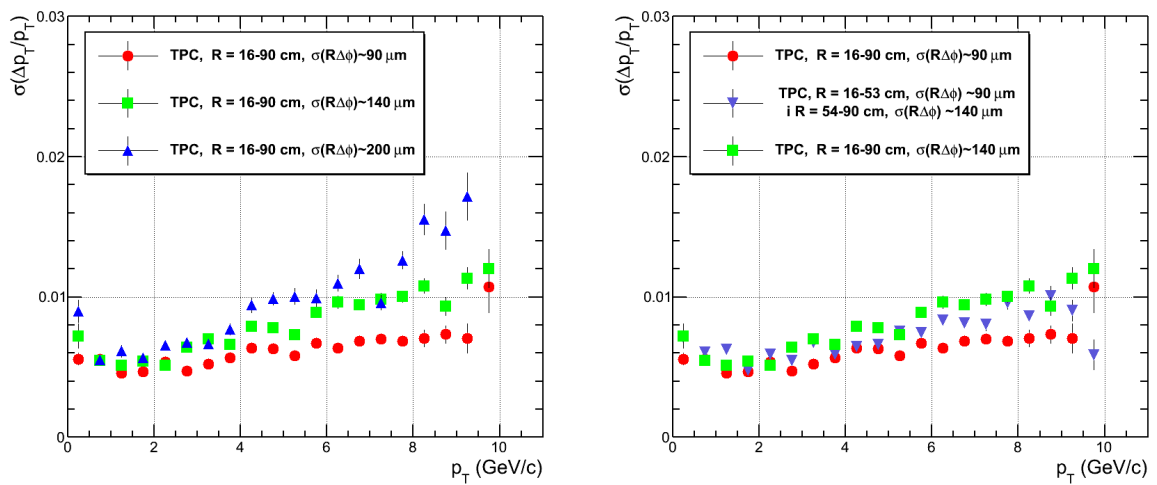 σ(Δp_T/p_T)
0.03
TPC, R = 16-90 cm, σ(RΔϕ)~90 μm
TPC, R = 16-90 cm, σ(RΔϕ)~140 μm
TPC, R = 16-90 cm, σ(RΔϕ)~200 μm
0.02
0.01
0
0 2 4 6 8 10
p_T (GeV/c)
σ(Δp_T/p_T)
0.03
TPC, R = 16-90 cm, σ(RΔϕ)~90 μm
TPC, R = 16-53 cm, σ(RΔϕ) ~90 μm
i R = 54-90 cm, σ(RΔϕ) ~140 μm
TPC, R = 16-90 cm, σ(RΔϕ)~140 μm
0.02
0.01
0
0 2 4 6 8 10
p_T (GeV/c)